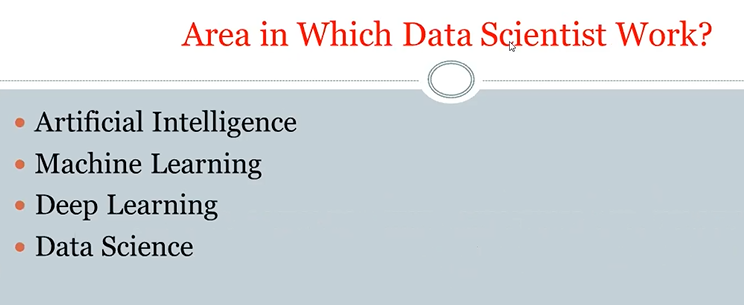 Area in Which Data Scientist Work?
Artificial Intelligence
Machine Learning
Deep Learning
Data Science